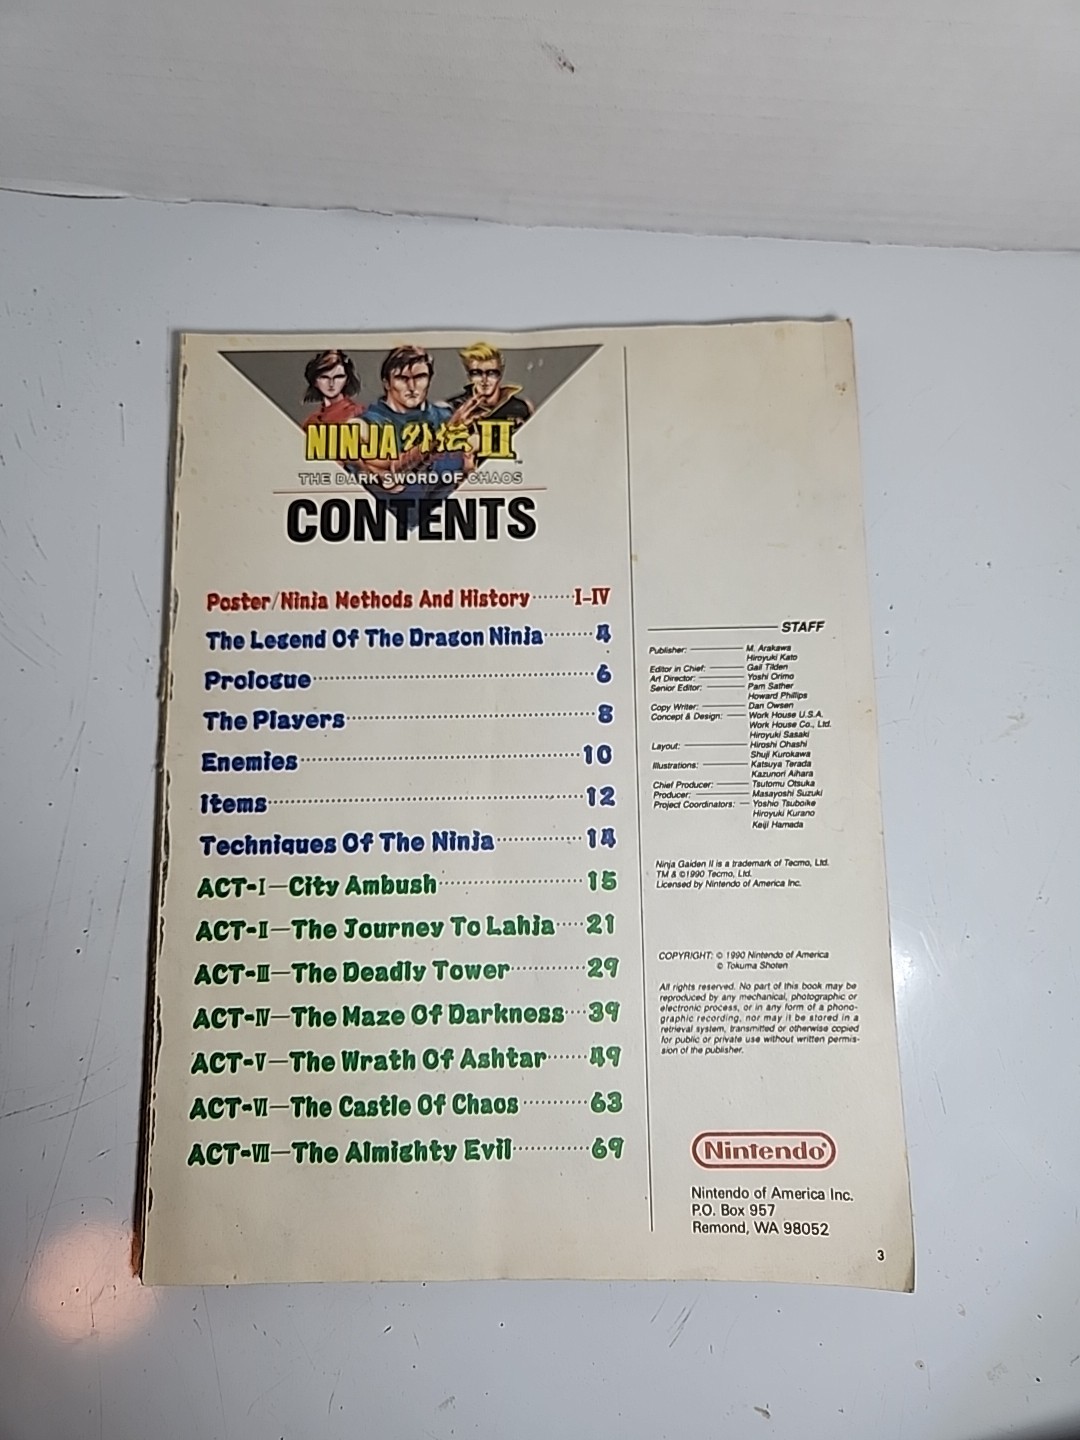 NINJA外伝II
THE DARK SWORD OF CHAOS
CONTENTS
Poster/Ninja Methods And History········I-IV
The Legend Of The Dragon Ninja········4
Prologue········6
The Players········8
Enemies········10
Items········12
Techniques Of The Ninja········14
ACT-I—City Ambush········15
ACT-II—The Journey To Lahja····21
ACT-III—The Deadly Tower········29
ACT-IV—The Maze Of Darkness···39
ACT-V—The Wrath Of Ashtar······49
ACT-VI—The Castle Of Chaos········63
ACT-VII—The Almighty Evil········69
STAFF
Publisher: M. Arakawa
Hiroyuki Kato
Editor in Chief: Gail Tilden
Art Director: Yoshi Orimo
Senior Editor: Pam Sather
Howard Phillips
Copy Writer: Dan Owsen
Concept & Design: Work House U.S.A.
Work House Co., Ltd.
Hiroyuki Sasaki
Layout: Hiroshi Ohashi
Shuji Kurokawa
Illustrations: Katsuya Terada
Kazunori Aihara
Chief Producer: Tsutomu Otsuka
Producer: Masayoshi Suzuki
Project Coordinators: Yoshio Tsuboike
Hiroyuki Kurano
Keiji Hamada
Ninja Gaiden II is a trademark of Tecmo, Ltd.
TM & ©1990 Tecmo, Ltd.
Licensed by Nintendo of America Inc.
COPYRIGHT: © 1990 Nintendo of America
© Tokuma Shoten
All rights reserved. No part of this book may be
reproduced by any mechanical, photographic or
electronic process, or in any form of a phono-
graphic recording, nor may it be stored in a
retrieval system, transmitted or otherwise copied
for public or private use without written permis-
sion of the publisher.
Nintendo®
Nintendo of America Inc.
P.O. Box 957
Remond, WA 98052
3